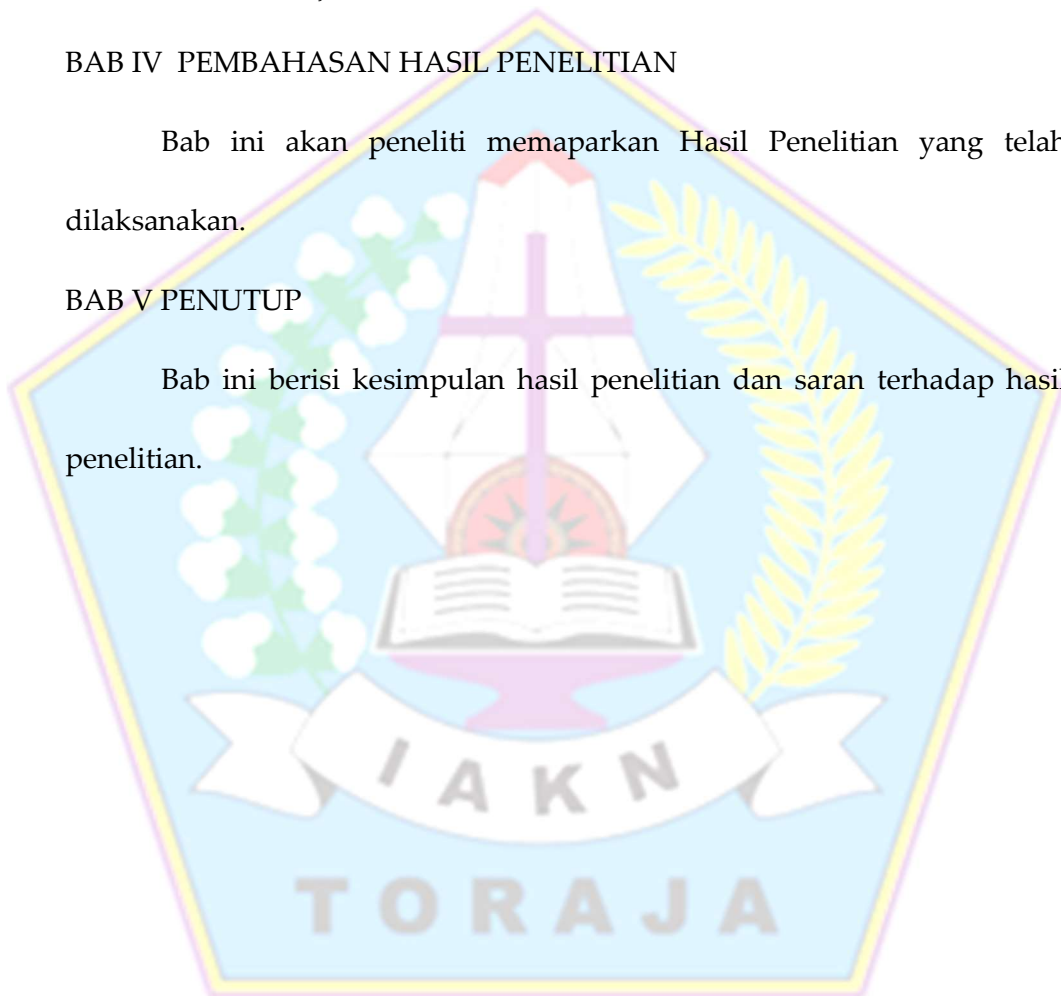 BAB IV PEMBAHASAN HASIL PENELITIAN
Bab ini akan peneliti memaparkan Hasil Penelitian yang telah
dilaksanakan.
BAB V PENUTUP
Bab ini berisi kesimpulan hasil penelitian dan saran terhadap hasil
penelitian.
IAKN
TORAJA